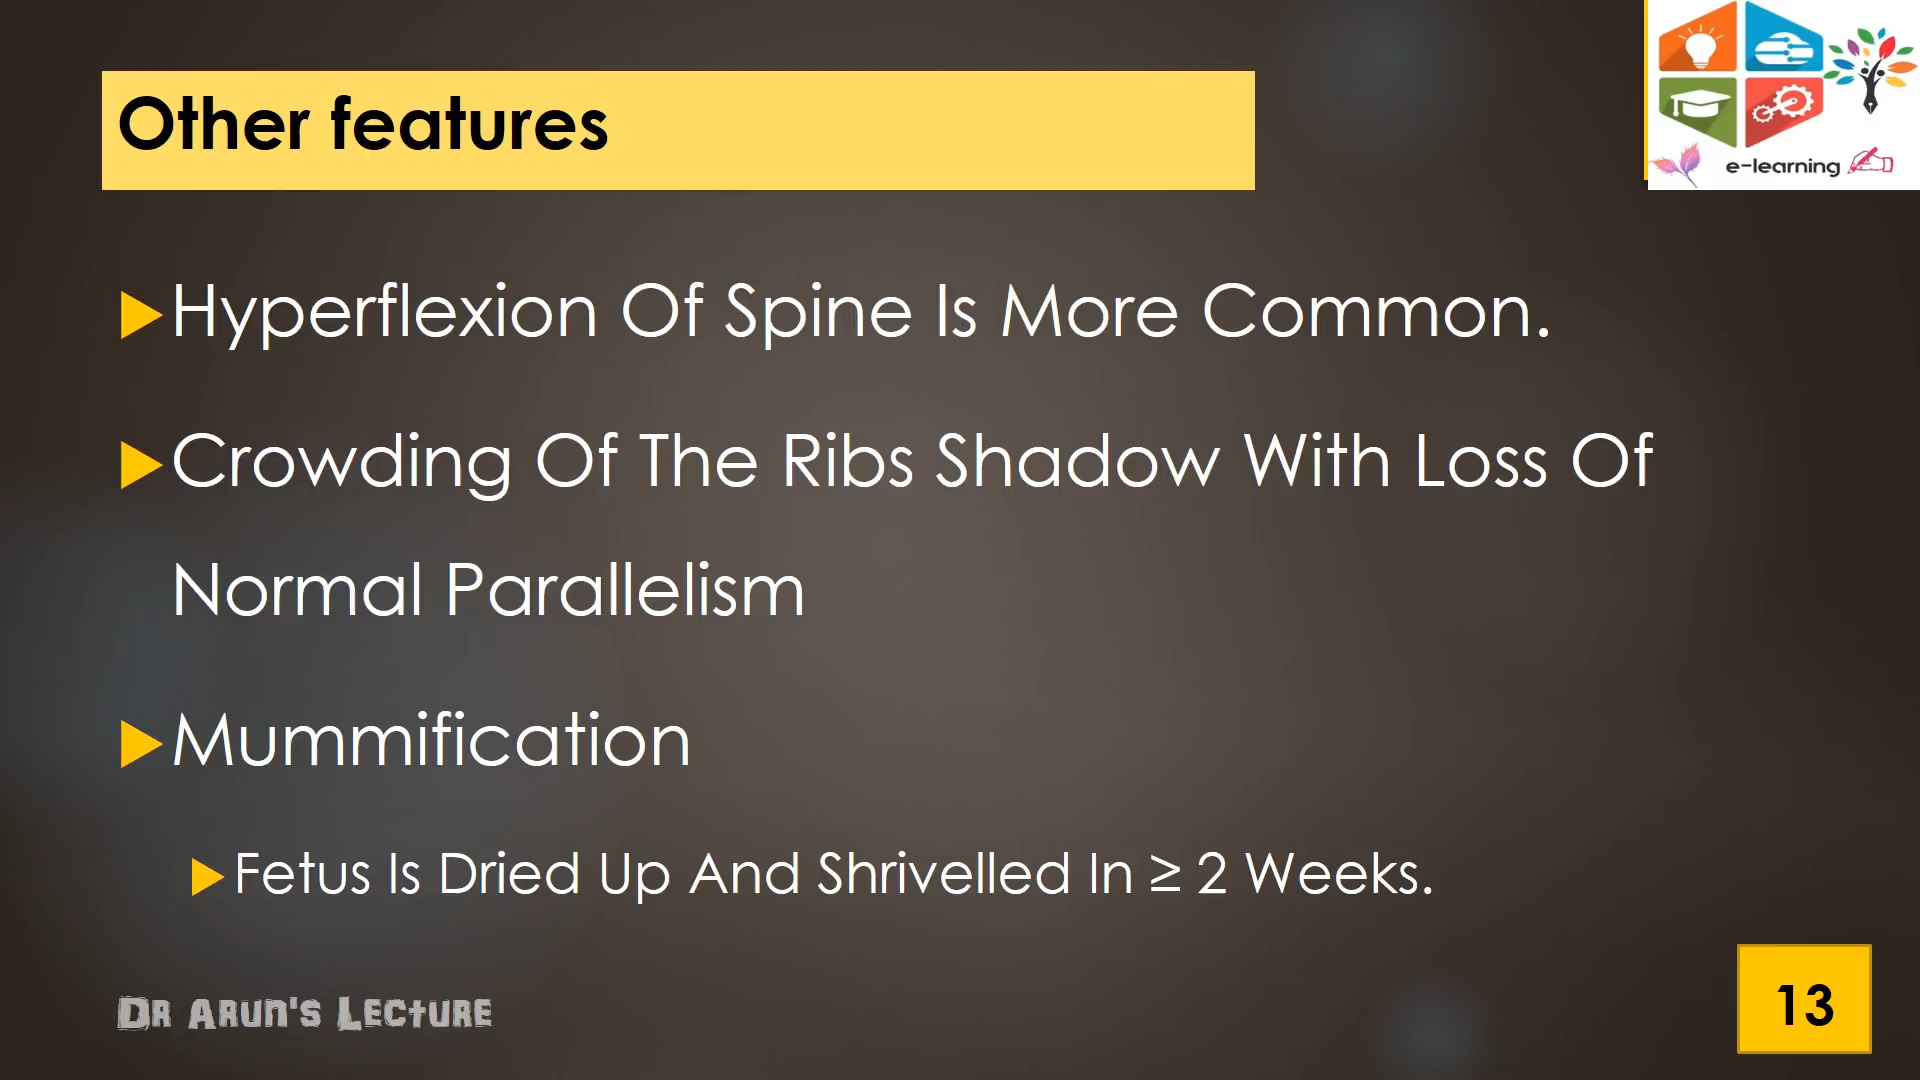 Other features
e-learning
Hyperflexion Of Spine Is More Common.
Crowding Of The Ribs Shadow With Loss Of
Normal Parallelism
Mummification
Fetus Is Dried Up And Shrivelled In ≥ 2 Weeks.
Dr Arun's Lecture
13